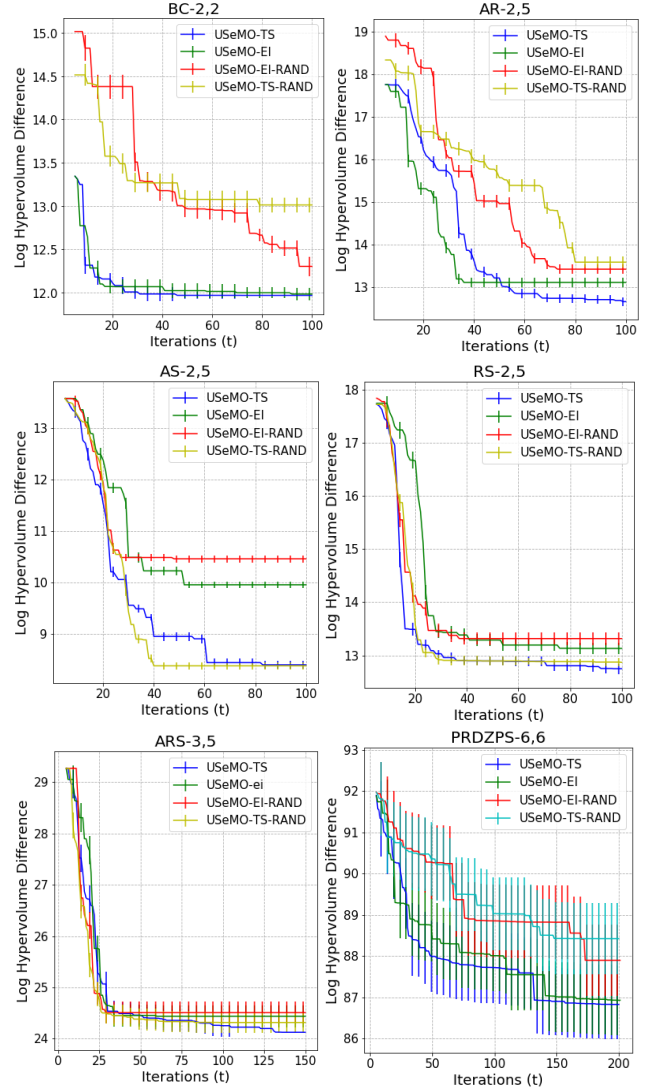 BC-2,2
Log Hypervolume Difference
15.0
14.5
14.0
13.5
13.0
12.5
12.0
USeMO-TS
USeMO-EI
USeMO-EI-RAND
USeMO-TS-RAND
20
40
60
80
100
Iterations (t)
AR-2,5
Log Hypervolume Difference
19
18
17
16
15
14
13
USeMO-TS
USeMO-EI
USeMO-EI-RAND
USeMO-TS-RAND
20
40
60
80
100
Iterations (t)
AS-2,5
Log Hypervolume Difference
13
12
11
10
9
USeMO-TS
USeMO-EI
USeMO-EI-RAND
USeMO-TS-RAND
20
40
60
80
100
Iterations (t)
RS-2,5
Log Hypervolume Difference
18
17
16
15
14
13
USeMO-TS
USeMO-EI
USeMO-EI-RAND
USeMO-TS-RAND
20
40
60
80
100
Iterations (t)
ARS-3,5
Log Hypervolume Difference
29
28
27
26
25
24
USeMO-TS
USeMO-ei
USeMO-EI-RAND
USeMO-TS-RAND
0
25
50
75
100
125
150
Iterations (t)
PRDZPS-6,6
Log Hypervolume Difference
93
92
91
90
89
88
87
86
USeMO-TS
USeMO-EI
USeMO-EI-RAND
USeMO-TS-RAND
0
50
100
150
200
Iterations (t)